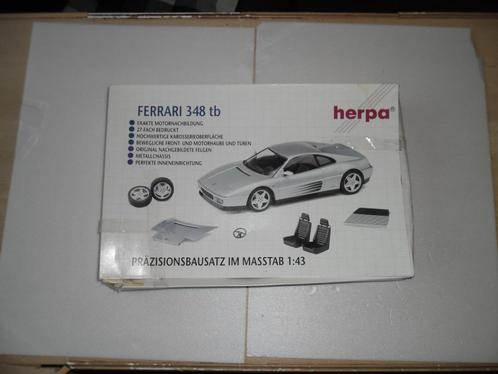 FERRARI 348 tb
herpa®
EXAKTE MOTORNACHBILDUNG
27-FACH BEDRUCKT
HOCHWERTIGE KAROSSERIEOBERFLÄCHE
BEWEGLICHE FRONT- UND MOTORHAUBE UND TÜREN
ORIGINAL NACHGEBILDETE FELGEN
METALLCHASSIS
PERFEKTE INNENEINRICHTUNG
PRÄZISIONSBAUSATZ IM MASSTAB 1:43